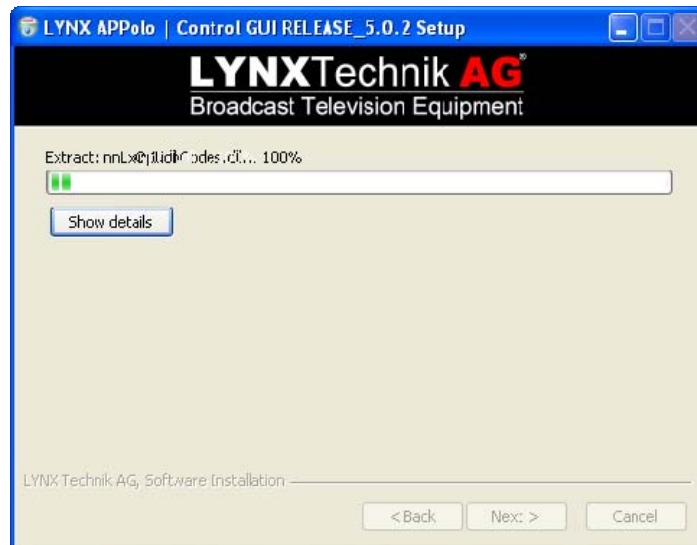 LYNX APPolo | Control GUI RELEASE_5.0.2 Setup
LYNXTechnik AG®
Broadcast Television Equipment
Extract: 100%
Show details
LYNX Technik AG, Software Installation
< Back Next > Cancel